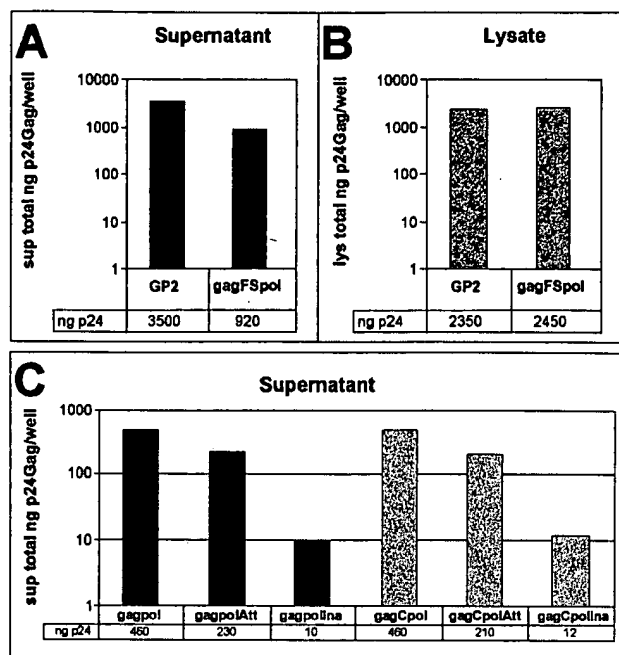 A
Supernatant
sup total ng p24Gag/well
10000
1000
100
10
1
GP2 gagFSpol
ng p24 3500 920
B
Lysate
lys total ng p24Gag/well
10000
1000
100
10
1
GP2 gagFSpol
ng p24 2350 2450
C
Supernatant
sup total ng p24Gag/well
1000
100
10
1
gagpol gagpolAtt gagpolIna gagCpol gagCpolAtt gagCpolIna
ng p24 460 230 10 460 210 12